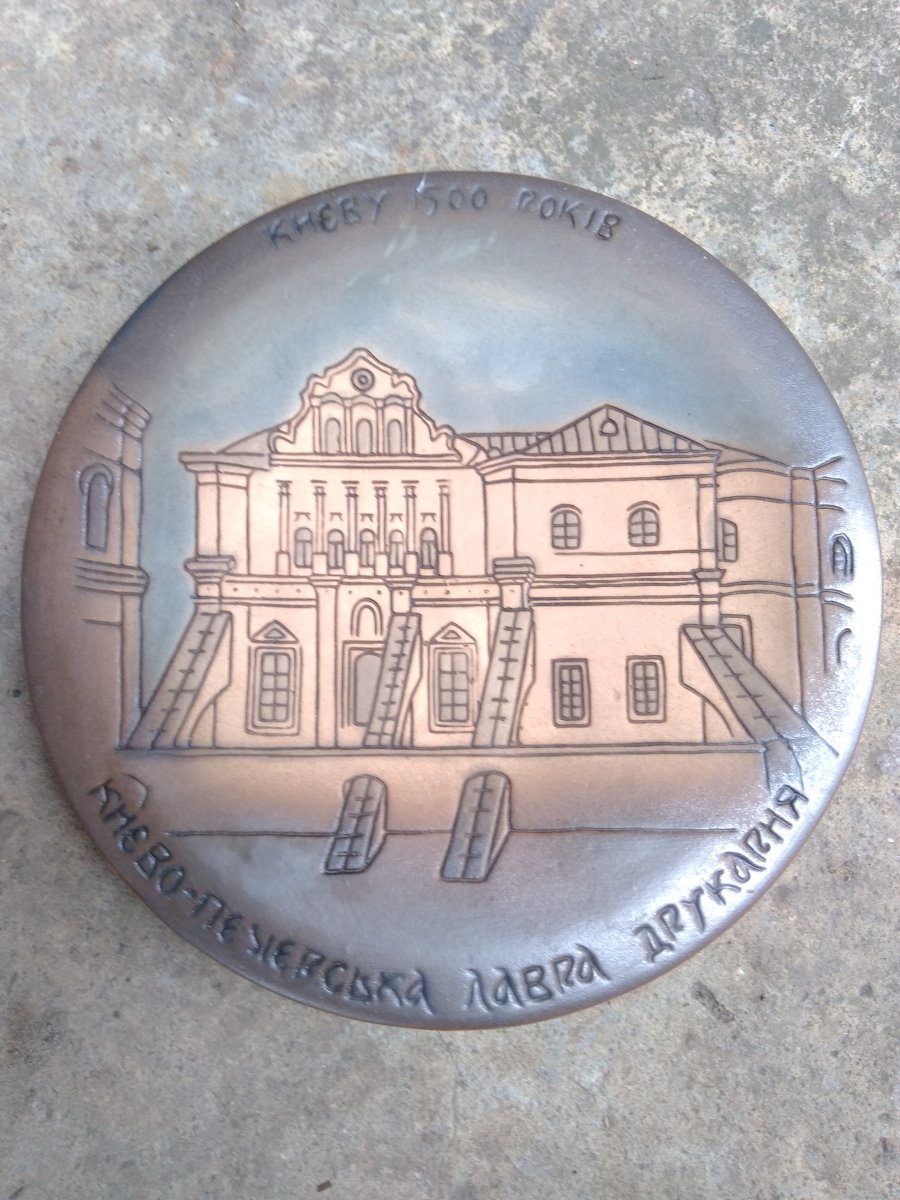 КИЄВУ 1500 РОКІВ
КИЄВО-ПЕЧЕРСЬКА ЛАВРА ДРУКАРНЯ